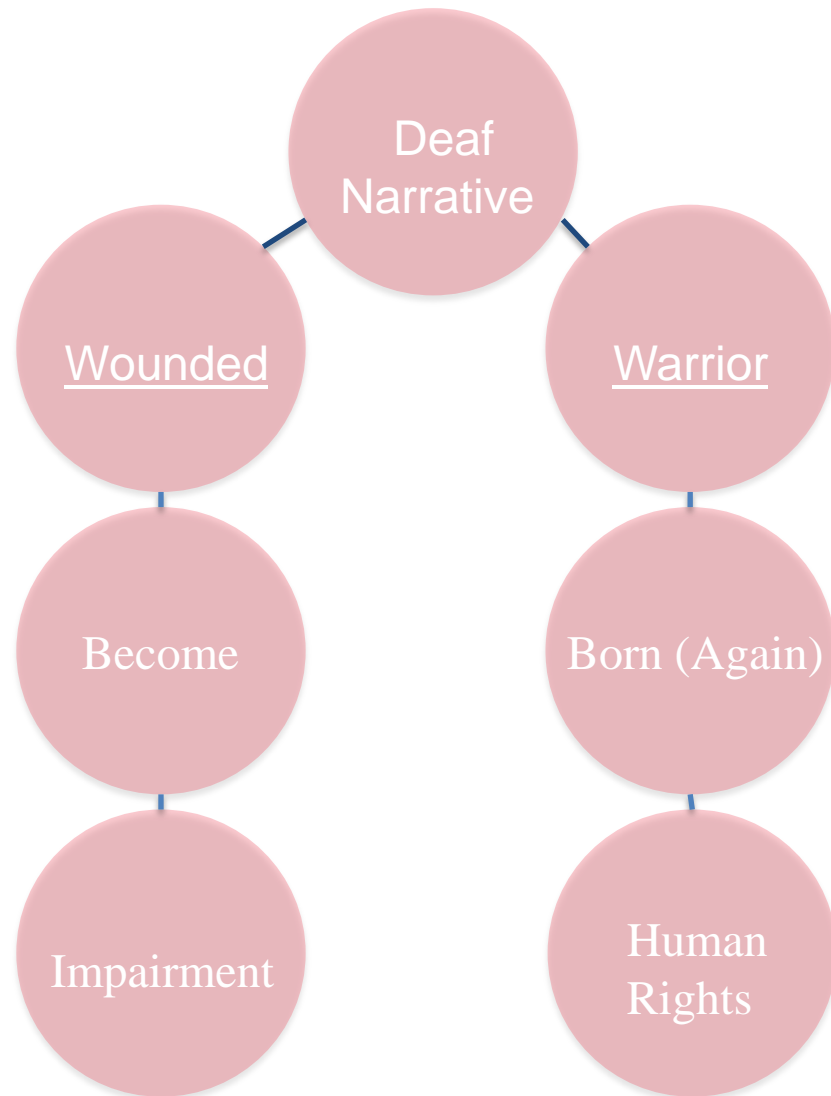 Deaf
Narrative
Wounded
Warrior
Become
Born (Again)
Impairment
Human
Rights